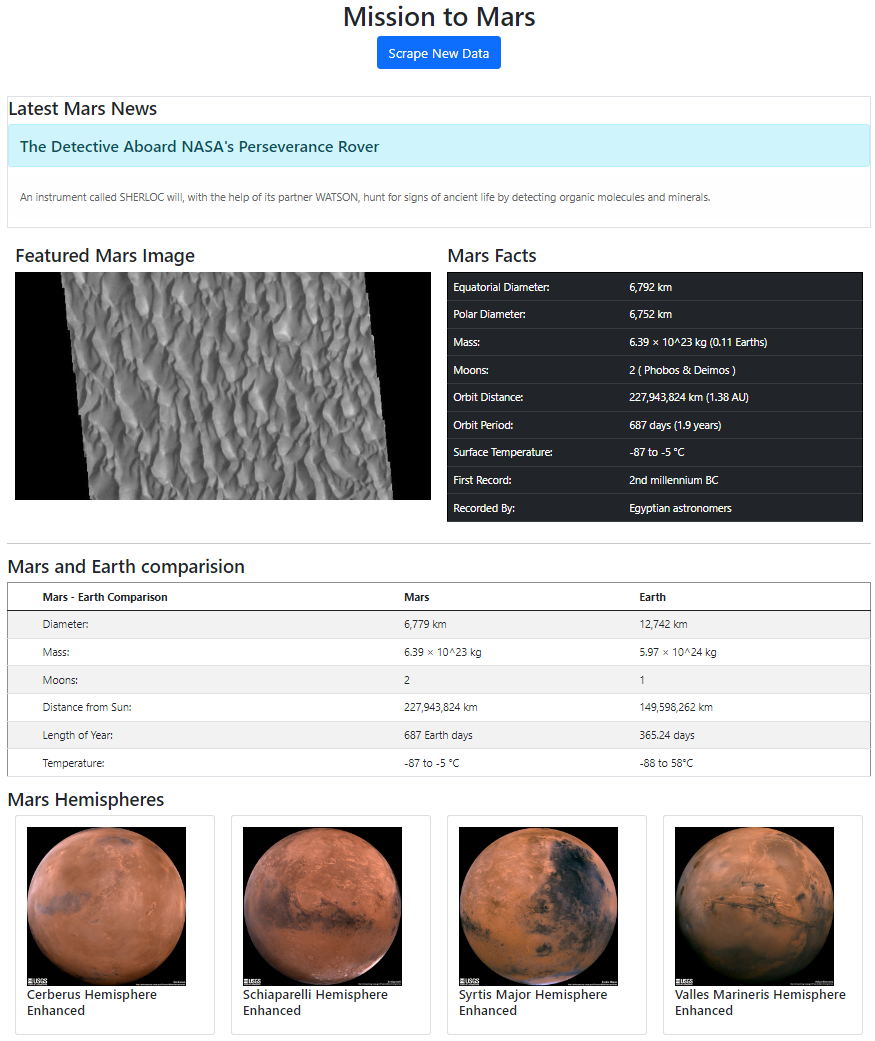 Mission to Mars
Scrape New Data
Latest Mars News
The Detective Aboard NASA's Perseverance Rover
An instrument called SHERLOC will, with the help of its partner WATSON, hunt for signs of ancient life by detecting organic molecules and minerals.
Featured Mars Image
Mars Facts
Equatorial Diameter: 6,792 km
Polar Diameter: 6,752 km
Mass: 6.39 × 10^23 kg (0.11 Earths)
Moons: 2 ( Phobos & Deimos )
Orbit Distance: 227,943,824 km (1.38 AU)
Orbit Period: 687 days (1.9 years)
Surface Temperature: -87 to -5 °C
First Record: 2nd millennium BC
Recorded By: Egyptian astronomers
Mars and Earth comparision
Mars - Earth Comparison Mars Earth
Diameter: 6,779 km 12,742 km
Mass: 6.39 × 10^23 kg 5.97 × 10^24 kg
Moons: 2 1
Distance from Sun: 227,943,824 km 149,598,262 km
Length of Year: 687 Earth days 365.24 days
Temperature: -87 to -5 °C -88 to 58°C
Mars Hemispheres
USGS
Cerberus Hemisphere
Enhanced
USGS
Schiaparelli Hemisphere
Enhanced
USGS
Syrtis Major Hemisphere
Enhanced
USGS
Valles Marineris Hemisphere
Enhanced